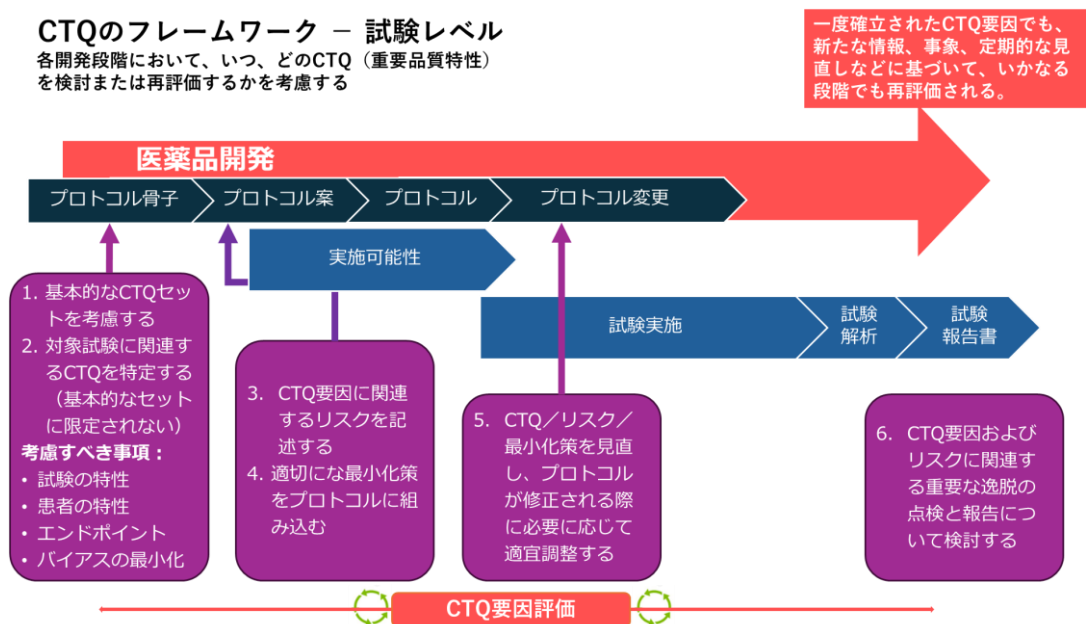 CTQのフレームワーク – 試験レベル
各開発段階において、いつ、どのCTQ（重要品質特性）
を検討または再評価するかを考慮する
一度確立されたCTQ要因でも、
新たな情報、事象、定期的な見
直しなどに基づいて、いかなる
段階でも再評価される。
医薬品開発
プロトコル骨子
プロトコル案
プロトコル
プロトコル変更
実施可能性
試験実施
試験
解析
試験
報告書
1. 基本的なCTQセッ
トを考慮する
2. 対象試験に関連す
るCTQを特定する
（基本的なセット
に限定されない）
考慮すべき事項：
• 試験の特性
• 患者の特性
• エンドポイント
• バイアスの最小化
3. CTQ要因に関連
するリスクを記
述する
4. 適切にな最小化策
をプロトコルに組
み込む
5. CTQ／リスク／
最小化策を見直
し、プロトコル
が修正される際
に必要に応じて
適宜調整する
6. CTQ要因および
リスクに関連す
る重要な逸脱の
点検と報告につ
いて検討する
CTQ要因評価